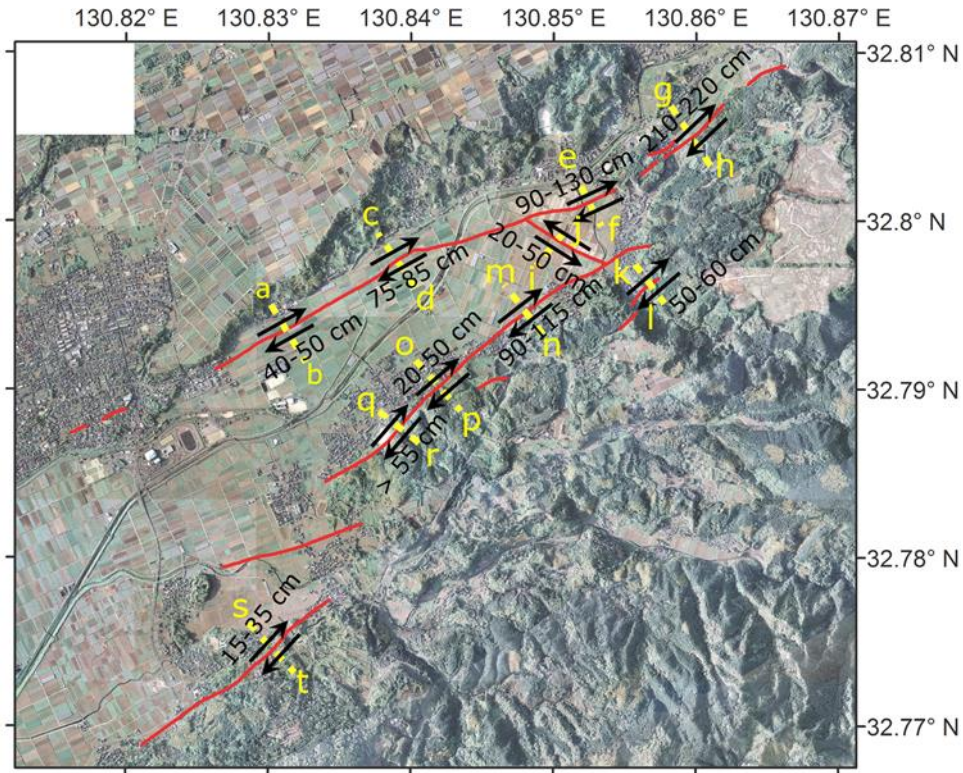 130.82° E 130.83° E 130.84° E 130.85° E 130.86° E 130.87° E
32.81° N
g 210-220 cm
h
e 90-130 cm
f
32.8° N
c 75-85 cm
d
j 20-50 cm
i
k 50-60 cm
l
m 90-115 cm
n
a 40-50 cm
b
o 20-50 cm
p
32.79° N
q > 55 cm
r
32.78° N
s 15-35 cm
t
32.77° N